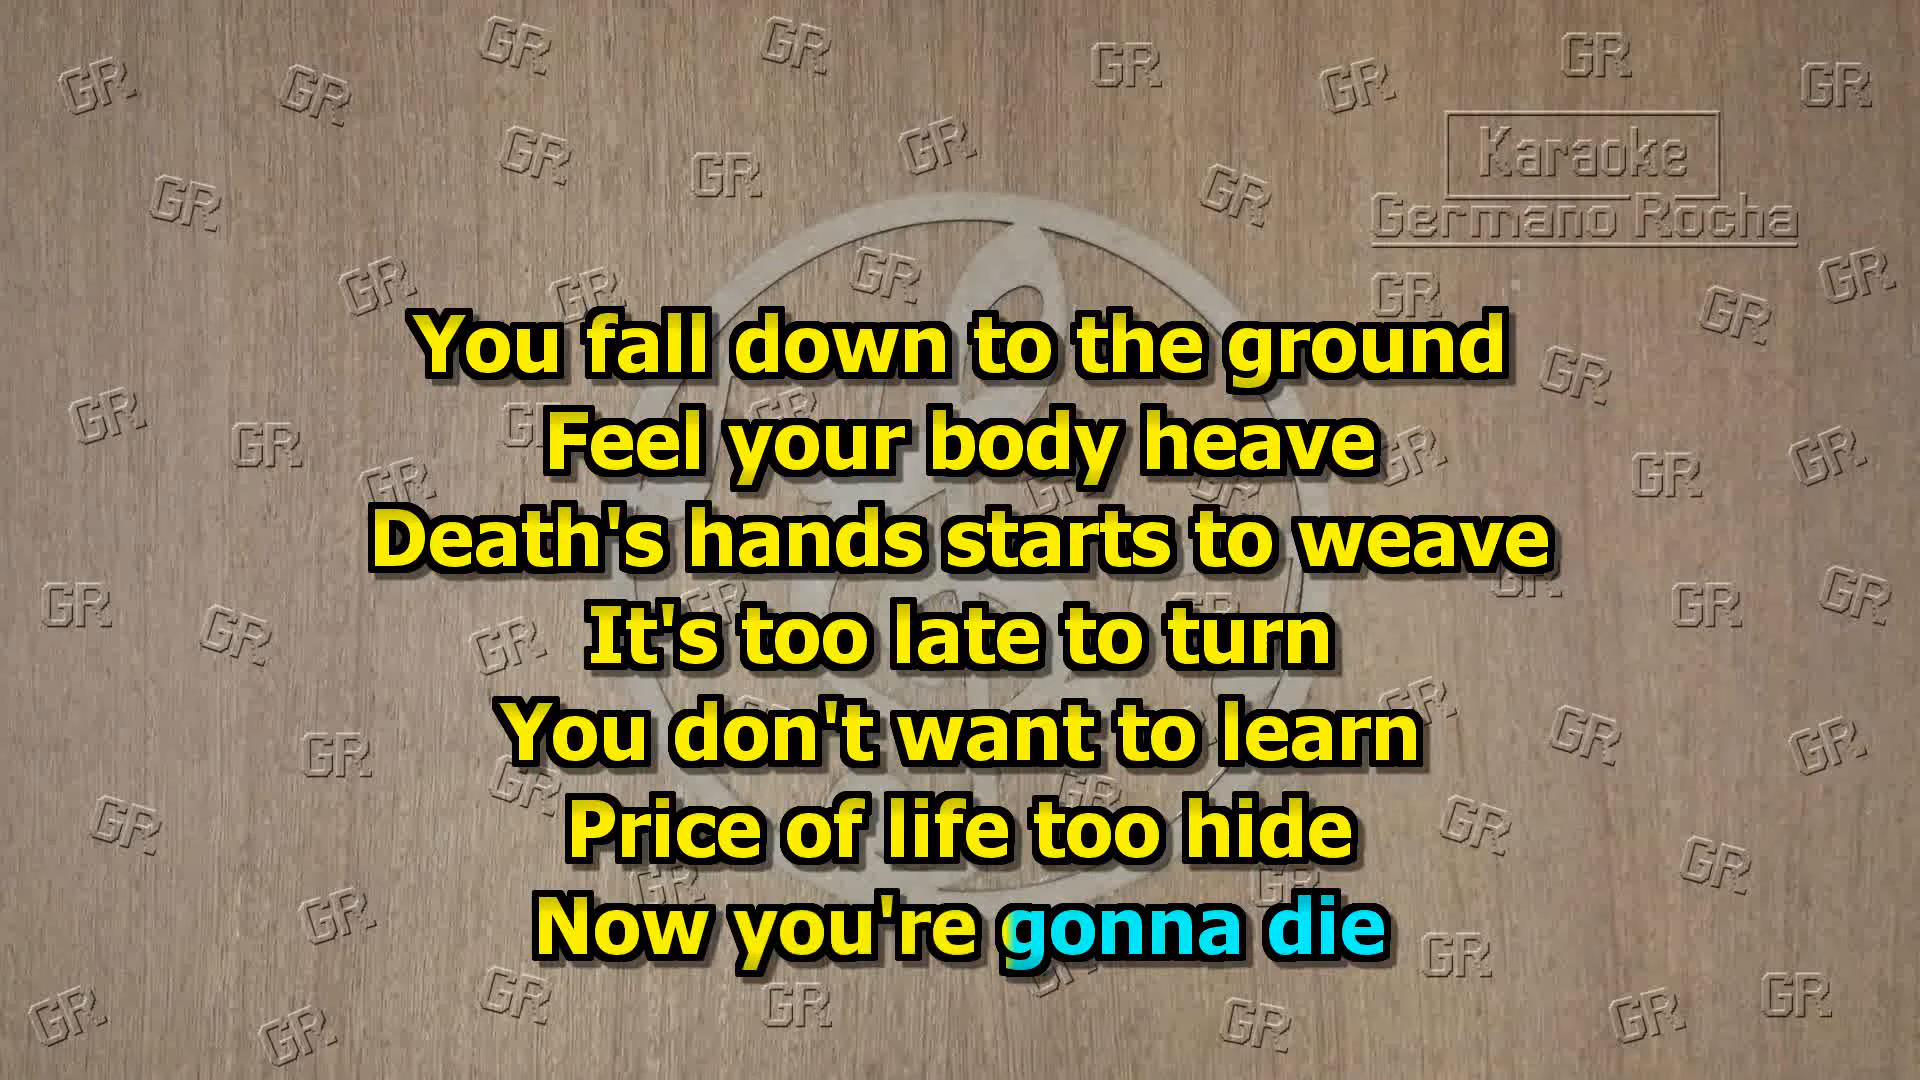 Karaoke
Germano Rocha
You fall down to the ground
Feel your body heave
Death's hands starts to weave
It's too late to turn
You don't want to learn
Price of life too hide
Now you're gonna die
GR